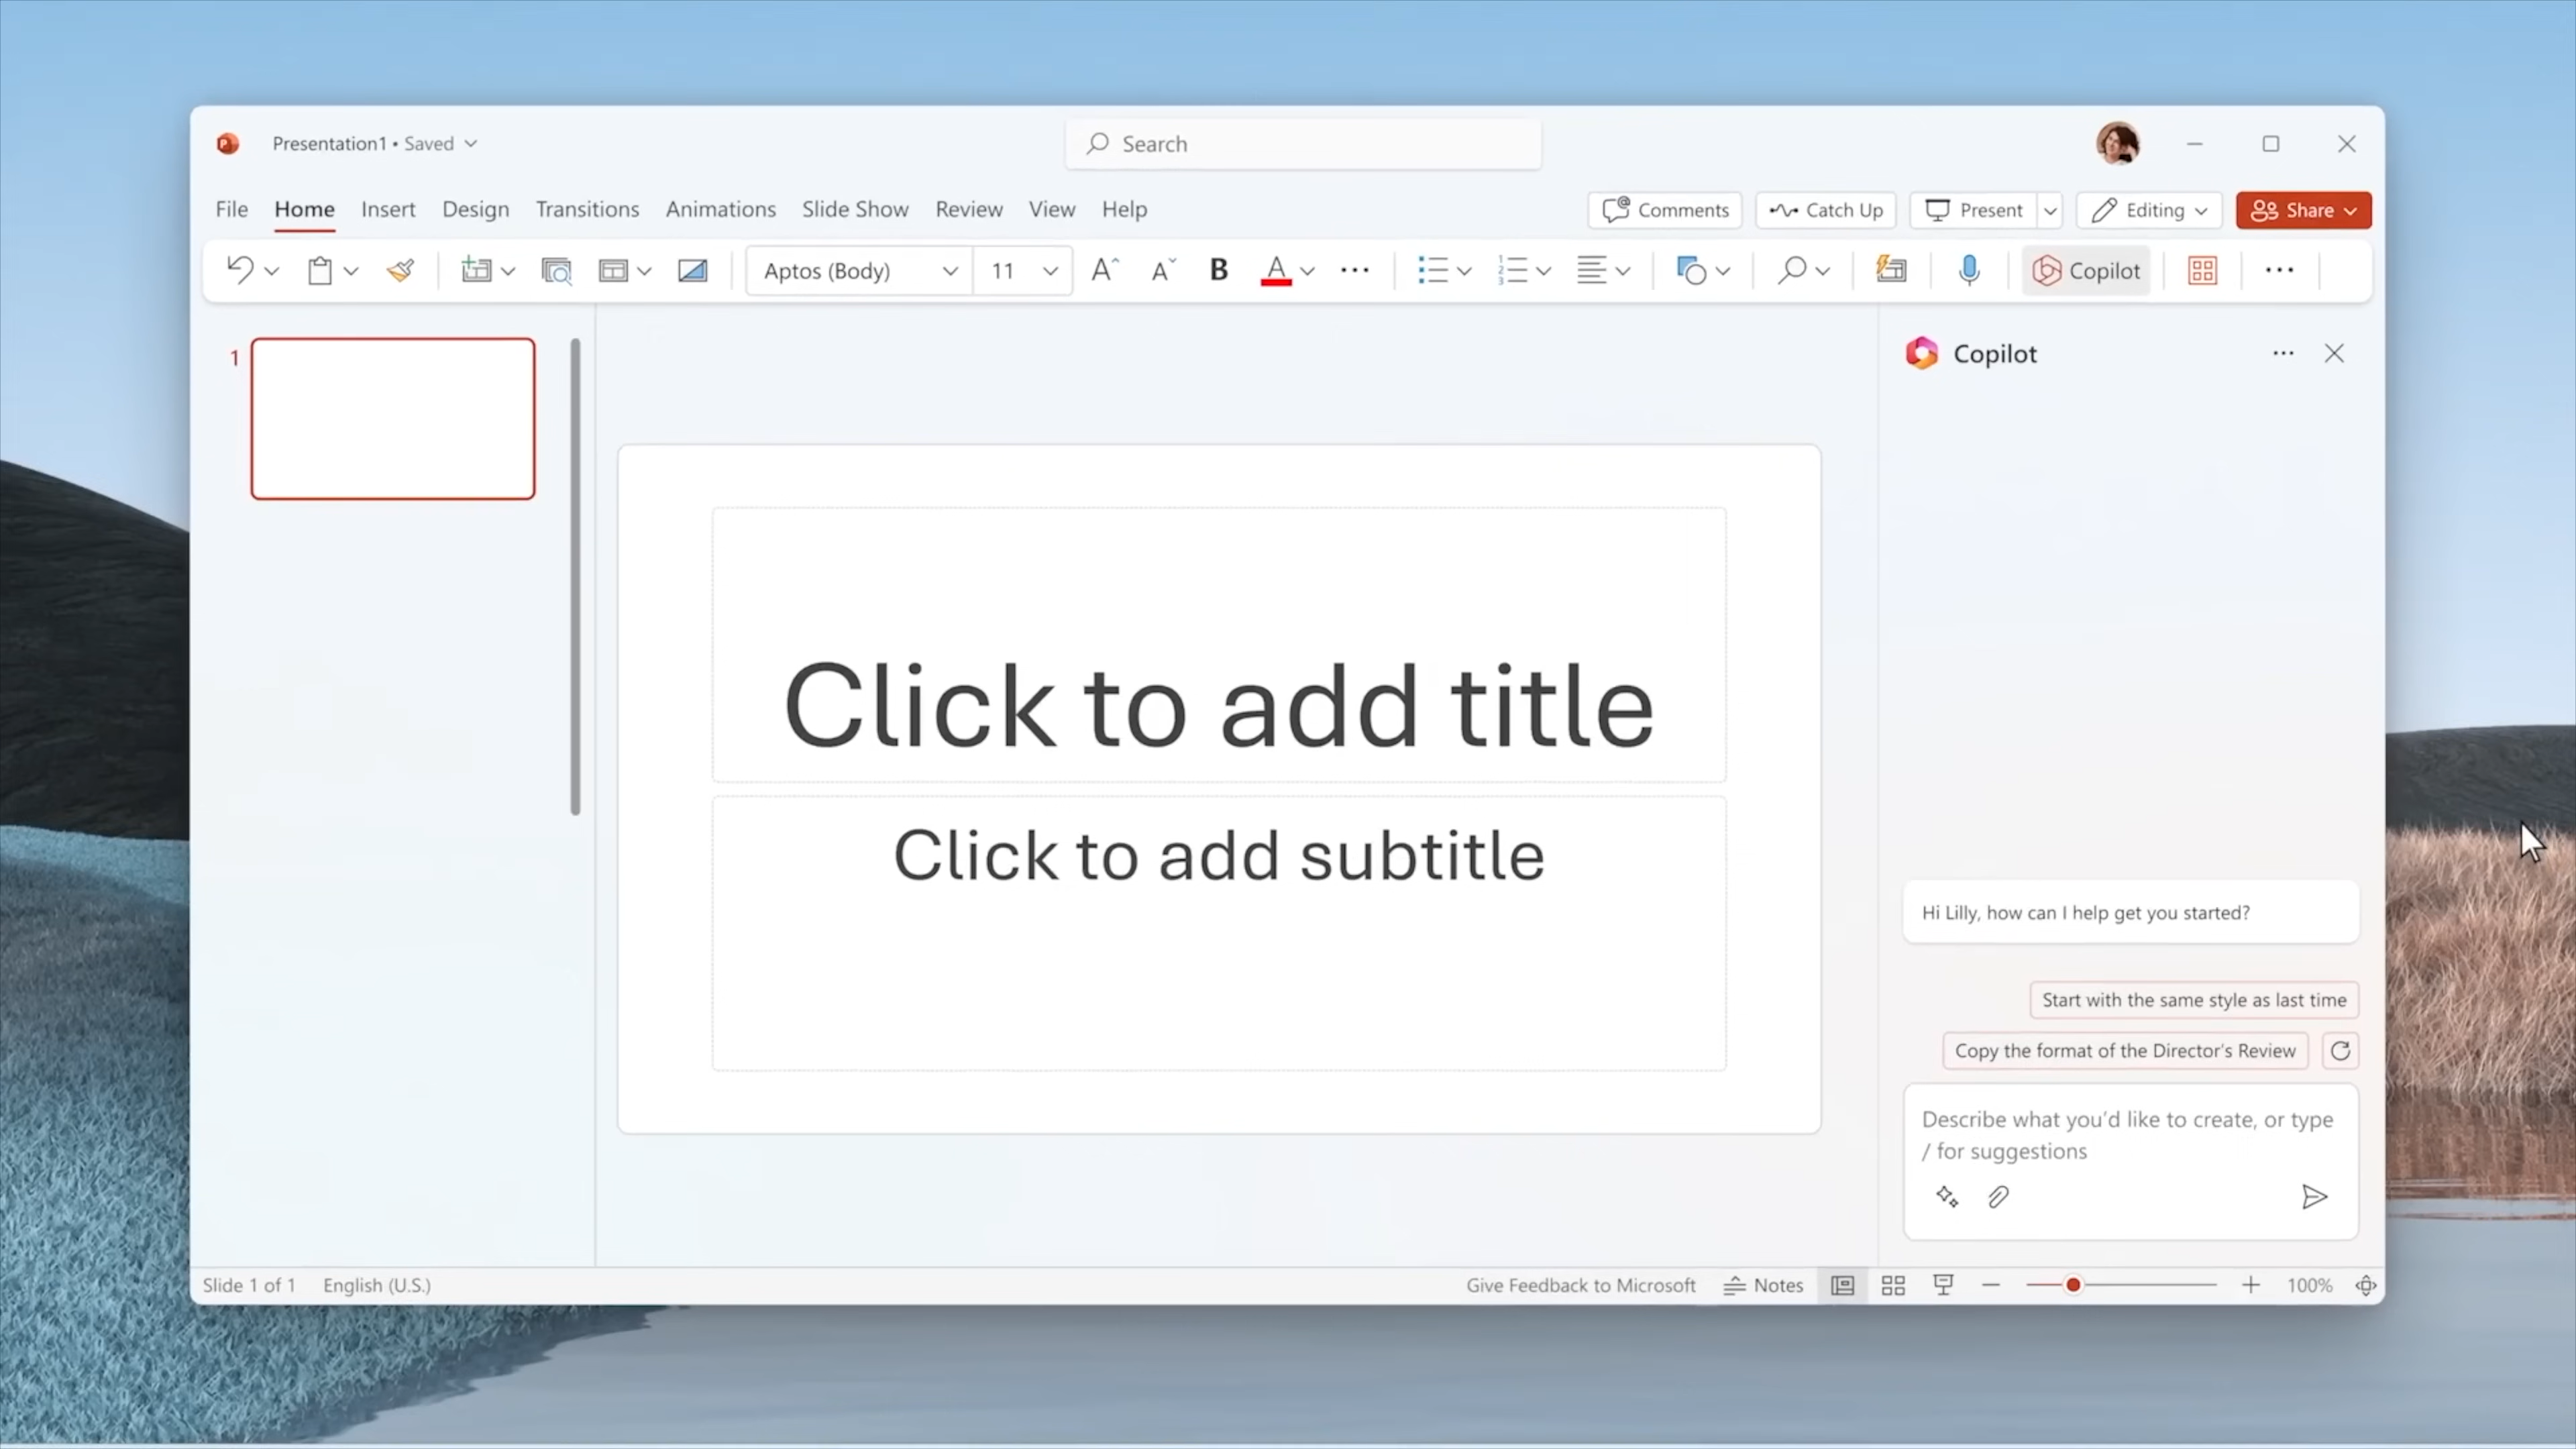 Presentation1 • Saved
Search
File Home Insert Design Transitions Animations Slide Show Review View Help
Comments Catch Up Present Editing Share
Aptos (Body) 11 A A B A Copilot
1
Copilot
Click to add title
Click to add subtitle
Hi Lilly, how can I help get you started?
Start with the same style as last time
Copy the format of the Director's Review
Describe what you'd like to create, or type
/ for suggestions
Slide 1 of 1 English (U.S.) Give Feedback to Microsoft Notes 100%